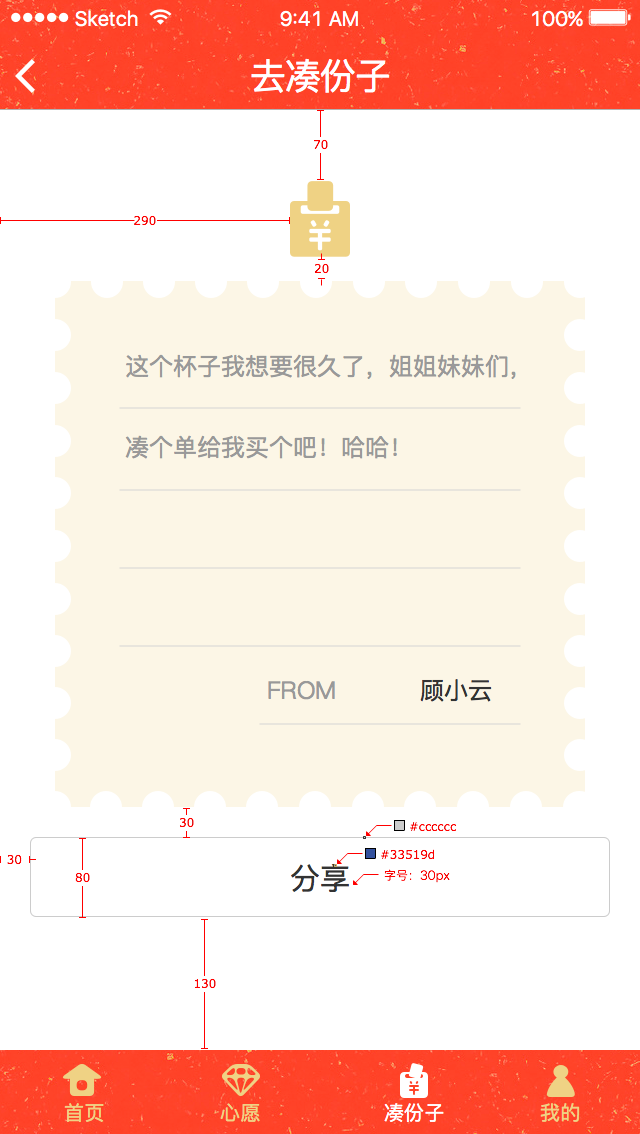 Sketch 9:41 AM 100%
去凑份子
70
290
¥
20
这个杯子我想要很久了，姐姐妹妹们，
凑个单给我买个吧！哈哈！
FROM 顾小云
30
#cccccc
#33519d
30
80
分享
字号：30px
130
¥
首页 心愿 凑份子 我的